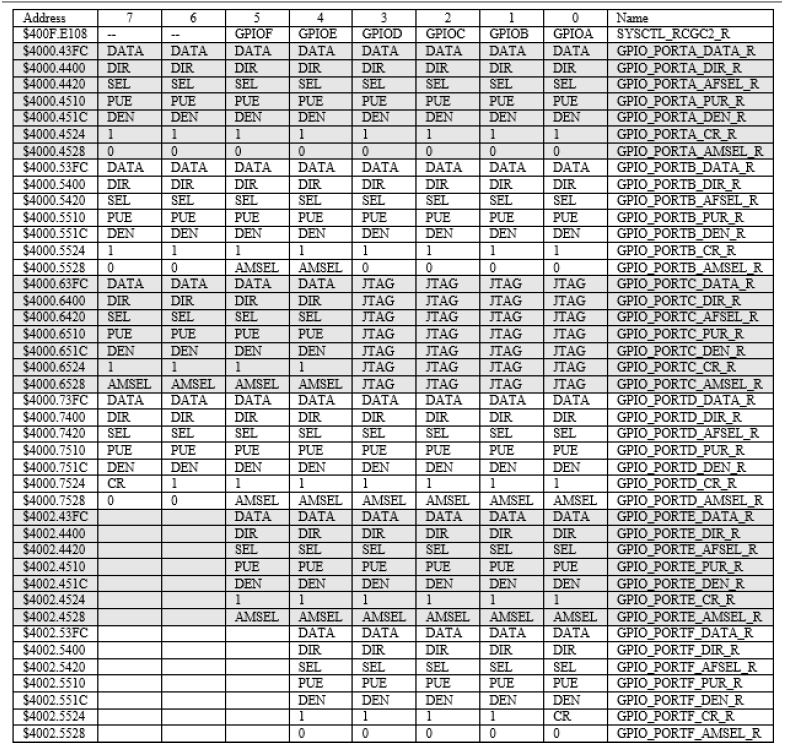 Address 7 6 5 4 3 2 1 0 Name
$400F.E108 -- -- GPIOF GPIOE GPIOD GPIOC GPIOB GPIOA SYSCTL_RCGC2_R
$4000.43FC DATA DATA DATA DATA DATA DATA DATA DATA GPIO_PORTA_DATA_R
$4000.4400 DIR DIR DIR DIR DIR DIR DIR DIR GPIO_PORTA_DIR_R
$4000.4420 SEL SEL SEL SEL SEL SEL SEL SEL GPIO_PORTA_AFSEL_R
$4000.4510 PUE PUE PUE PUE PUE PUE PUE PUE GPIO_PORTA_PUR_R
$4000.451C DEN DEN DEN DEN DEN DEN DEN DEN GPIO_PORTA_DEN_R
$4000.4524 1 1 1 1 1 1 1 1 GPIO_PORTA_CR_R
$4000.4528 0 0 0 0 0 0 0 0 GPIO_PORTA_AMSEL_R
$4000.53FC DATA DATA DATA DATA DATA DATA DATA DATA GPIO_PORTB_DATA_R
$4000.5400 DIR DIR DIR DIR DIR DIR DIR DIR GPIO_PORTB_DIR_R
$4000.5420 SEL SEL SEL SEL SEL SEL SEL SEL GPIO_PORTB_AFSEL_R
$4000.5510 PUE PUE PUE PUE PUE PUE PUE PUE GPIO_PORTB_PUR_R
$4000.551C DEN DEN DEN DEN DEN DEN DEN DEN GPIO_PORTB_DEN_R
$4000.5524 1 1 1 1 1 1 1 1 GPIO_PORTB_CR_R
$4000.5528 0 0 AMSEL AMSEL 0 0 0 0 GPIO_PORTB_AMSEL_R
$4000.63FC DATA DATA DATA DATA JTAG JTAG JTAG JTAG GPIO_PORTC_DATA_R
$4000.6400 DIR DIR DIR DIR JTAG JTAG JTAG JTAG GPIO_PORTC_DIR_R
$4000.6420 SEL SEL SEL SEL JTAG JTAG JTAG JTAG GPIO_PORTC_AFSEL_R
$4000.6510 PUE PUE PUE PUE JTAG JTAG JTAG JTAG GPIO_PORTC_PUR_R
$4000.651C DEN DEN DEN DEN JTAG JTAG JTAG JTAG GPIO_PORTC_DEN_R
$4000.6524 1 1 1 1 JTAG JTAG JTAG JTAG GPIO_PORTC_CR_R
$4000.6528 AMSEL AMSEL AMSEL AMSEL JTAG JTAG JTAG JTAG GPIO_PORTC_AMSEL_R
$4000.73FC DATA DATA DATA DATA DATA DATA DATA DATA GPIO_PORTD_DATA_R
$4000.7400 DIR DIR DIR DIR DIR DIR DIR DIR GPIO_PORTD_DIR_R
$4000.7420 SEL SEL SEL SEL SEL SEL SEL SEL GPIO_PORTD_AFSEL_R
$4000.7510 PUE PUE PUE PUE PUE PUE PUE PUE GPIO_PORTD_PUR_R
$4000.751C DEN DEN DEN DEN DEN DEN DEN DEN GPIO_PORTD_DEN_R
$4000.7524 CR 1 1 1 1 1 1 1 GPIO_PORTD_CR_R
$4000.7528 0 0 AMSEL AMSEL AMSEL AMSEL AMSEL AMSEL GPIO_PORTD_AMSEL_R
$4002.43FC DATA DATA DATA DATA DATA DATA GPIO_PORTE_DATA_R
$4002.4400 DIR DIR DIR DIR DIR DIR GPIO_PORTE_DIR_R
$4002.4420 SEL SEL SEL SEL SEL SEL GPIO_PORTE_AFSEL_R
$4002.4510 PUE PUE PUE PUE PUE PUE GPIO_PORTE_PUR_R
$4002.451C DEN DEN DEN DEN DEN DEN GPIO_PORTE_DEN_R
$4002.4524 1 1 1 1 1 1 GPIO_PORTE_CR_R
$4002.4528 AMSEL AMSEL AMSEL AMSEL AMSEL AMSEL GPIO_PORTE_AMSEL_R
$4002.53FC DATA DATA DATA DATA DATA GPIO_PORTF_DATA_R
$4002.5400 DIR DIR DIR DIR DIR GPIO_PORTF_DIR_R
$4002.5420 SEL SEL SEL SEL SEL GPIO_PORTF_AFSEL_R
$4002.5510 PUE PUE PUE PUE PUE GPIO_PORTF_PUR_R
$4002.551C DEN DEN DEN DEN DEN GPIO_PORTF_DEN_R
$4002.5524 1 1 1 1 CR GPIO_PORTF_CR_R
$4002.5528 0 0 0 0 0 GPIO_PORTF_AMSEL_R